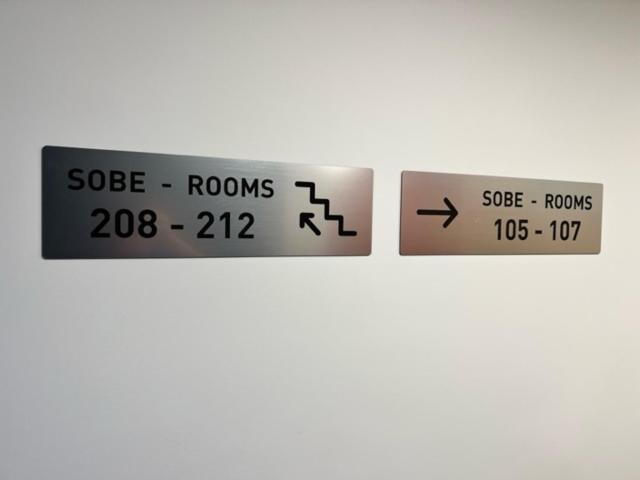 SOBE - ROOMS
208 - 212
SOBE - ROOMS
105 - 107